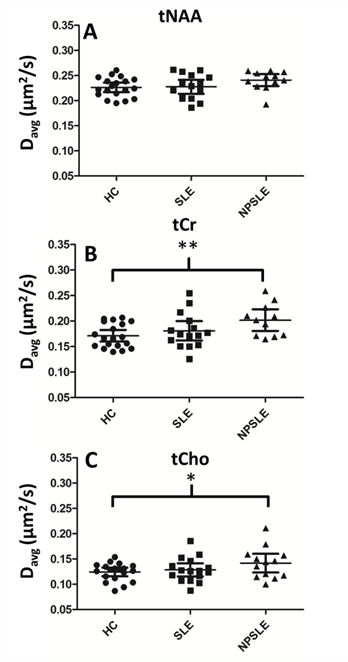 tNAA
A
Davg (µm²/s)
0.35
0.30
0.25
0.20
0.15
0.10
0.05
HC
SLE
NPSLE
tCr
B
**
Davg (µm²/s)
0.35
0.30
0.25
0.20
0.15
0.10
0.05
HC
SLE
NPSLE
tCho
C
*
Davg (µm²/s)
0.35
0.30
0.25
0.20
0.15
0.10
0.05
HC
SLE
NPSLE